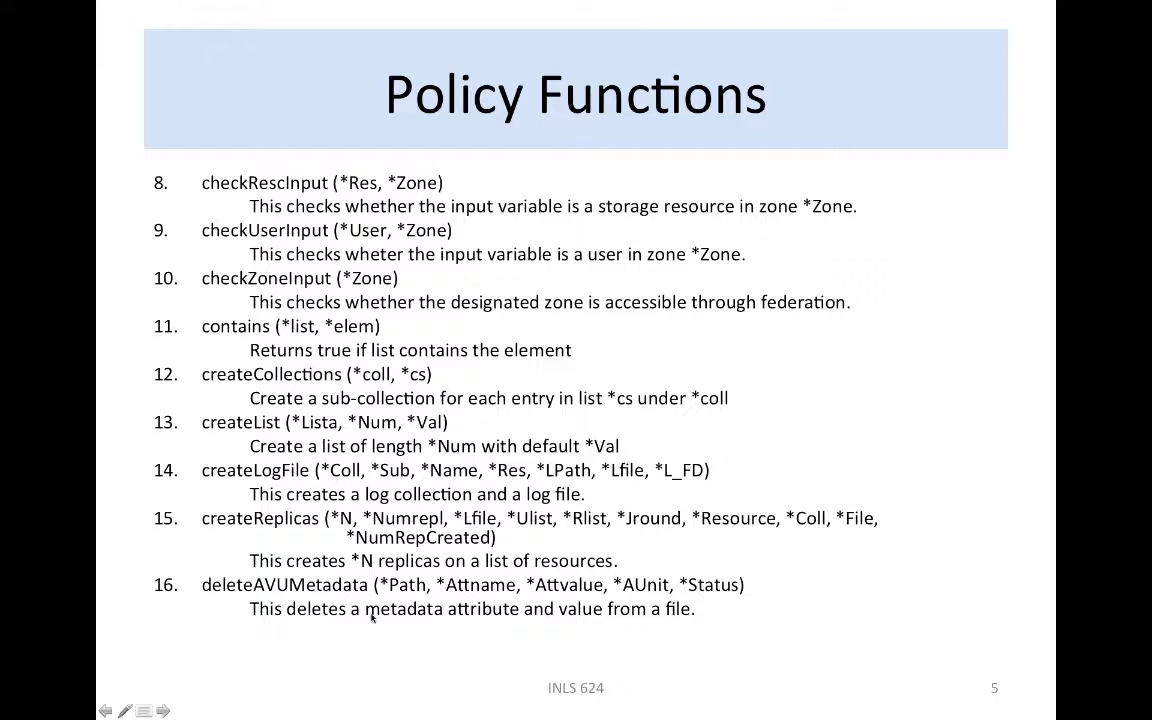 Policy Functions
8. checkRescInput (*Res, *Zone)
This checks whether the input variable is a storage resource in zone *Zone.
9. checkUserInput (*User, *Zone)
This checks wheter the input variable is a user in zone *Zone.
10. checkZoneInput (*Zone)
This checks whether the designated zone is accessible through federation.
11. contains (*list, *elem)
Returns true if list contains the element
12. createCollections (*coll, *cs)
Create a sub-collection for each entry in list *cs under *coll
13. createList (*Lista, *Num, *Val)
Create a list of length *Num with default *Val
14. createLogFile (*Coll, *Sub, *Name, *Res, *LPath, *Lfile, *L_FD)
This creates a log collection and a log file.
15. createReplicas (*N, *Numrepl, *Lfile, *Ulist, *Rlist, *Jround, *Resource, *Coll, *File,
*NumRepCreated)
This creates *N replicas on a list of resources.
16. deleteAVUMetadata (*Path, *Attname, *Attvalue, *AUnit, *Status)
This deletes a metadata attribute and value from a file.
INLS 624
5